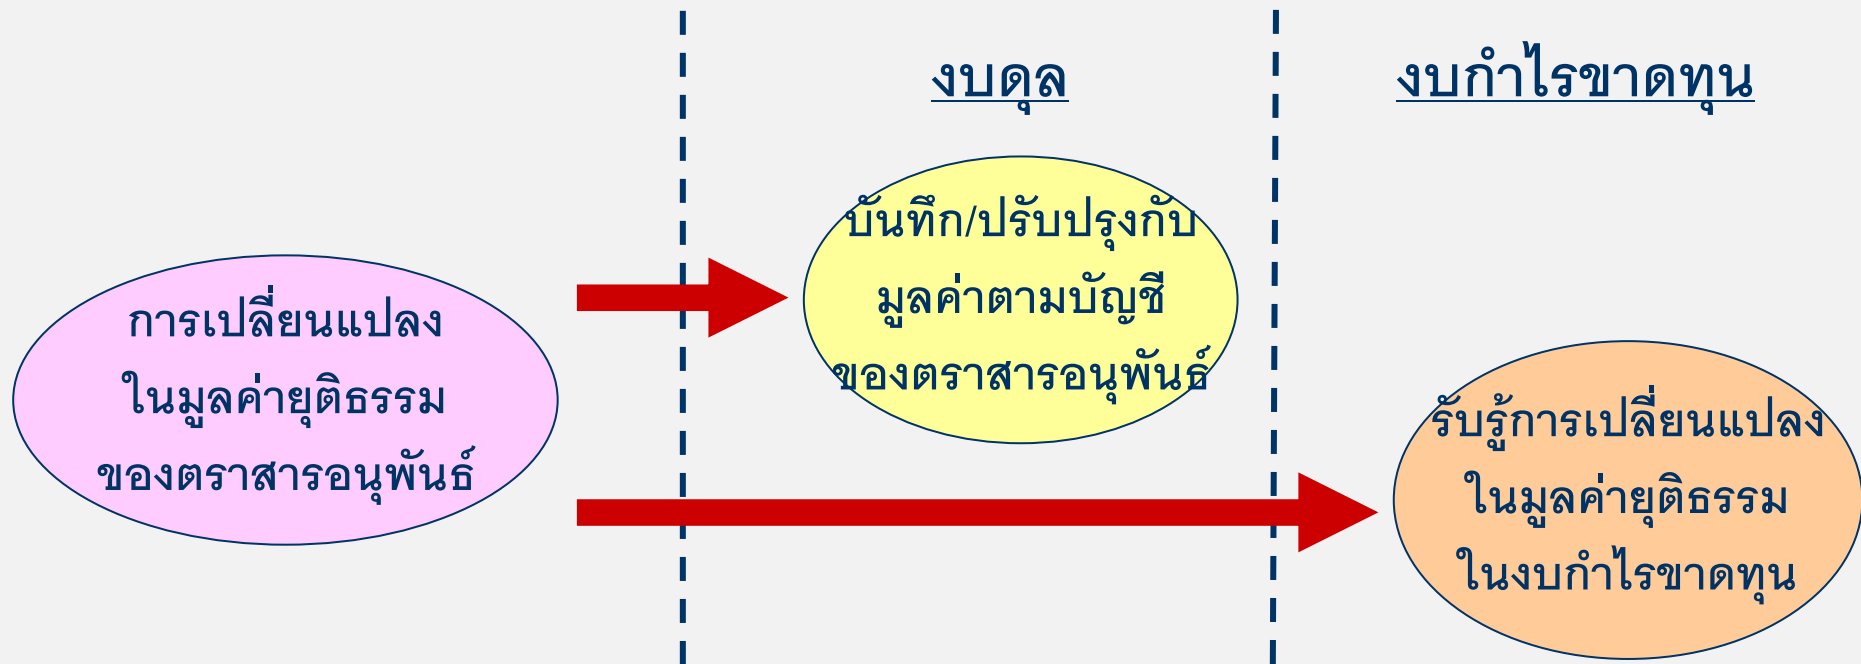 งบดุล
งบกำไรขาดทุน
การเปลี่ยนแปลง
ในมูลค่ายุติธรรม
ของตราสารอนุพันธ์
บันทึก/ปรับปรุงกับ
มูลค่าตามบัญชี
ของตราสารอนุพันธ์
รับรู้การเปลี่ยนแปลง
ในมูลค่ายุติธรรม
ในงบกำไรขาดทุน